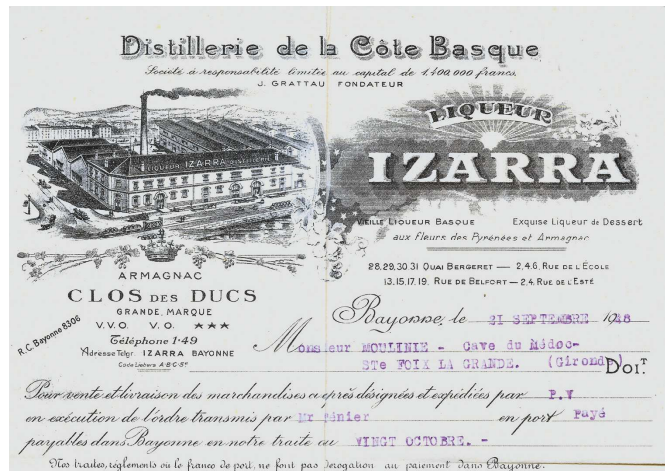 Distillerie de la Côte Basque
Société à responsabilité limitée au capital de 1.400.000 francs
J. GRATTAU FONDATEUR
LIQUEUR
IZARRA
LIQUEUR IZARRA DISTILLERIE
VIEILLE LIQUEUR BASQUE Exquise Liqueur de Dessert
aux fleurs des Pyrénées et Armagnac
28,29,30,31 QUAI BERGERET — 2,4,6, RUE DE L'ÉCOLE
13,15,17,19, RUE DE BELFORT — 2,4, RUE DE L'ESTÉ
ARMAGNAC
CLOS DES DUCS
GRANDE MARQUE
V.V.O. V.O. ★★★
R.C. Bayonne 8306
Téléphone 1·49
Adresse Telgr. IZARRA BAYONNE
Code Liebers A·B·C·5ᵉ
Bayonne, le 21 SEPTEMBRE 1948
Monsieur MOULINIE - Cave du Médoc-
STE FOIX LA GRANDE. (Gironde)
DOIT
Pour vente et livraison des marchandises ci-après désignées et expédiées par P.V
en exécution de l'ordre transmis par Mr Ménier en port Payé
payables dans Bayonne en notre traite au VINGT OCTOBRE. -
Nos traites, règlements ou le franco de port, ne font pas dérogation au paiement dans Bayonne.